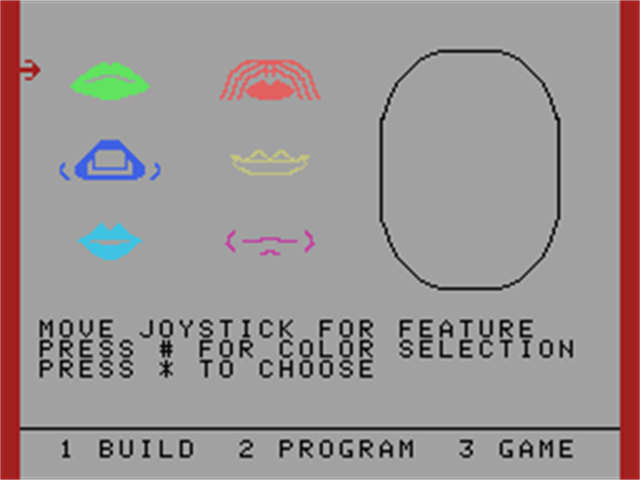 MOVE JOYSTICK FOR FEATURE
PRESS # FOR COLOR SELECTION
PRESS * TO CHOOSE
1 BUILD 2 PROGRAM 3 GAME